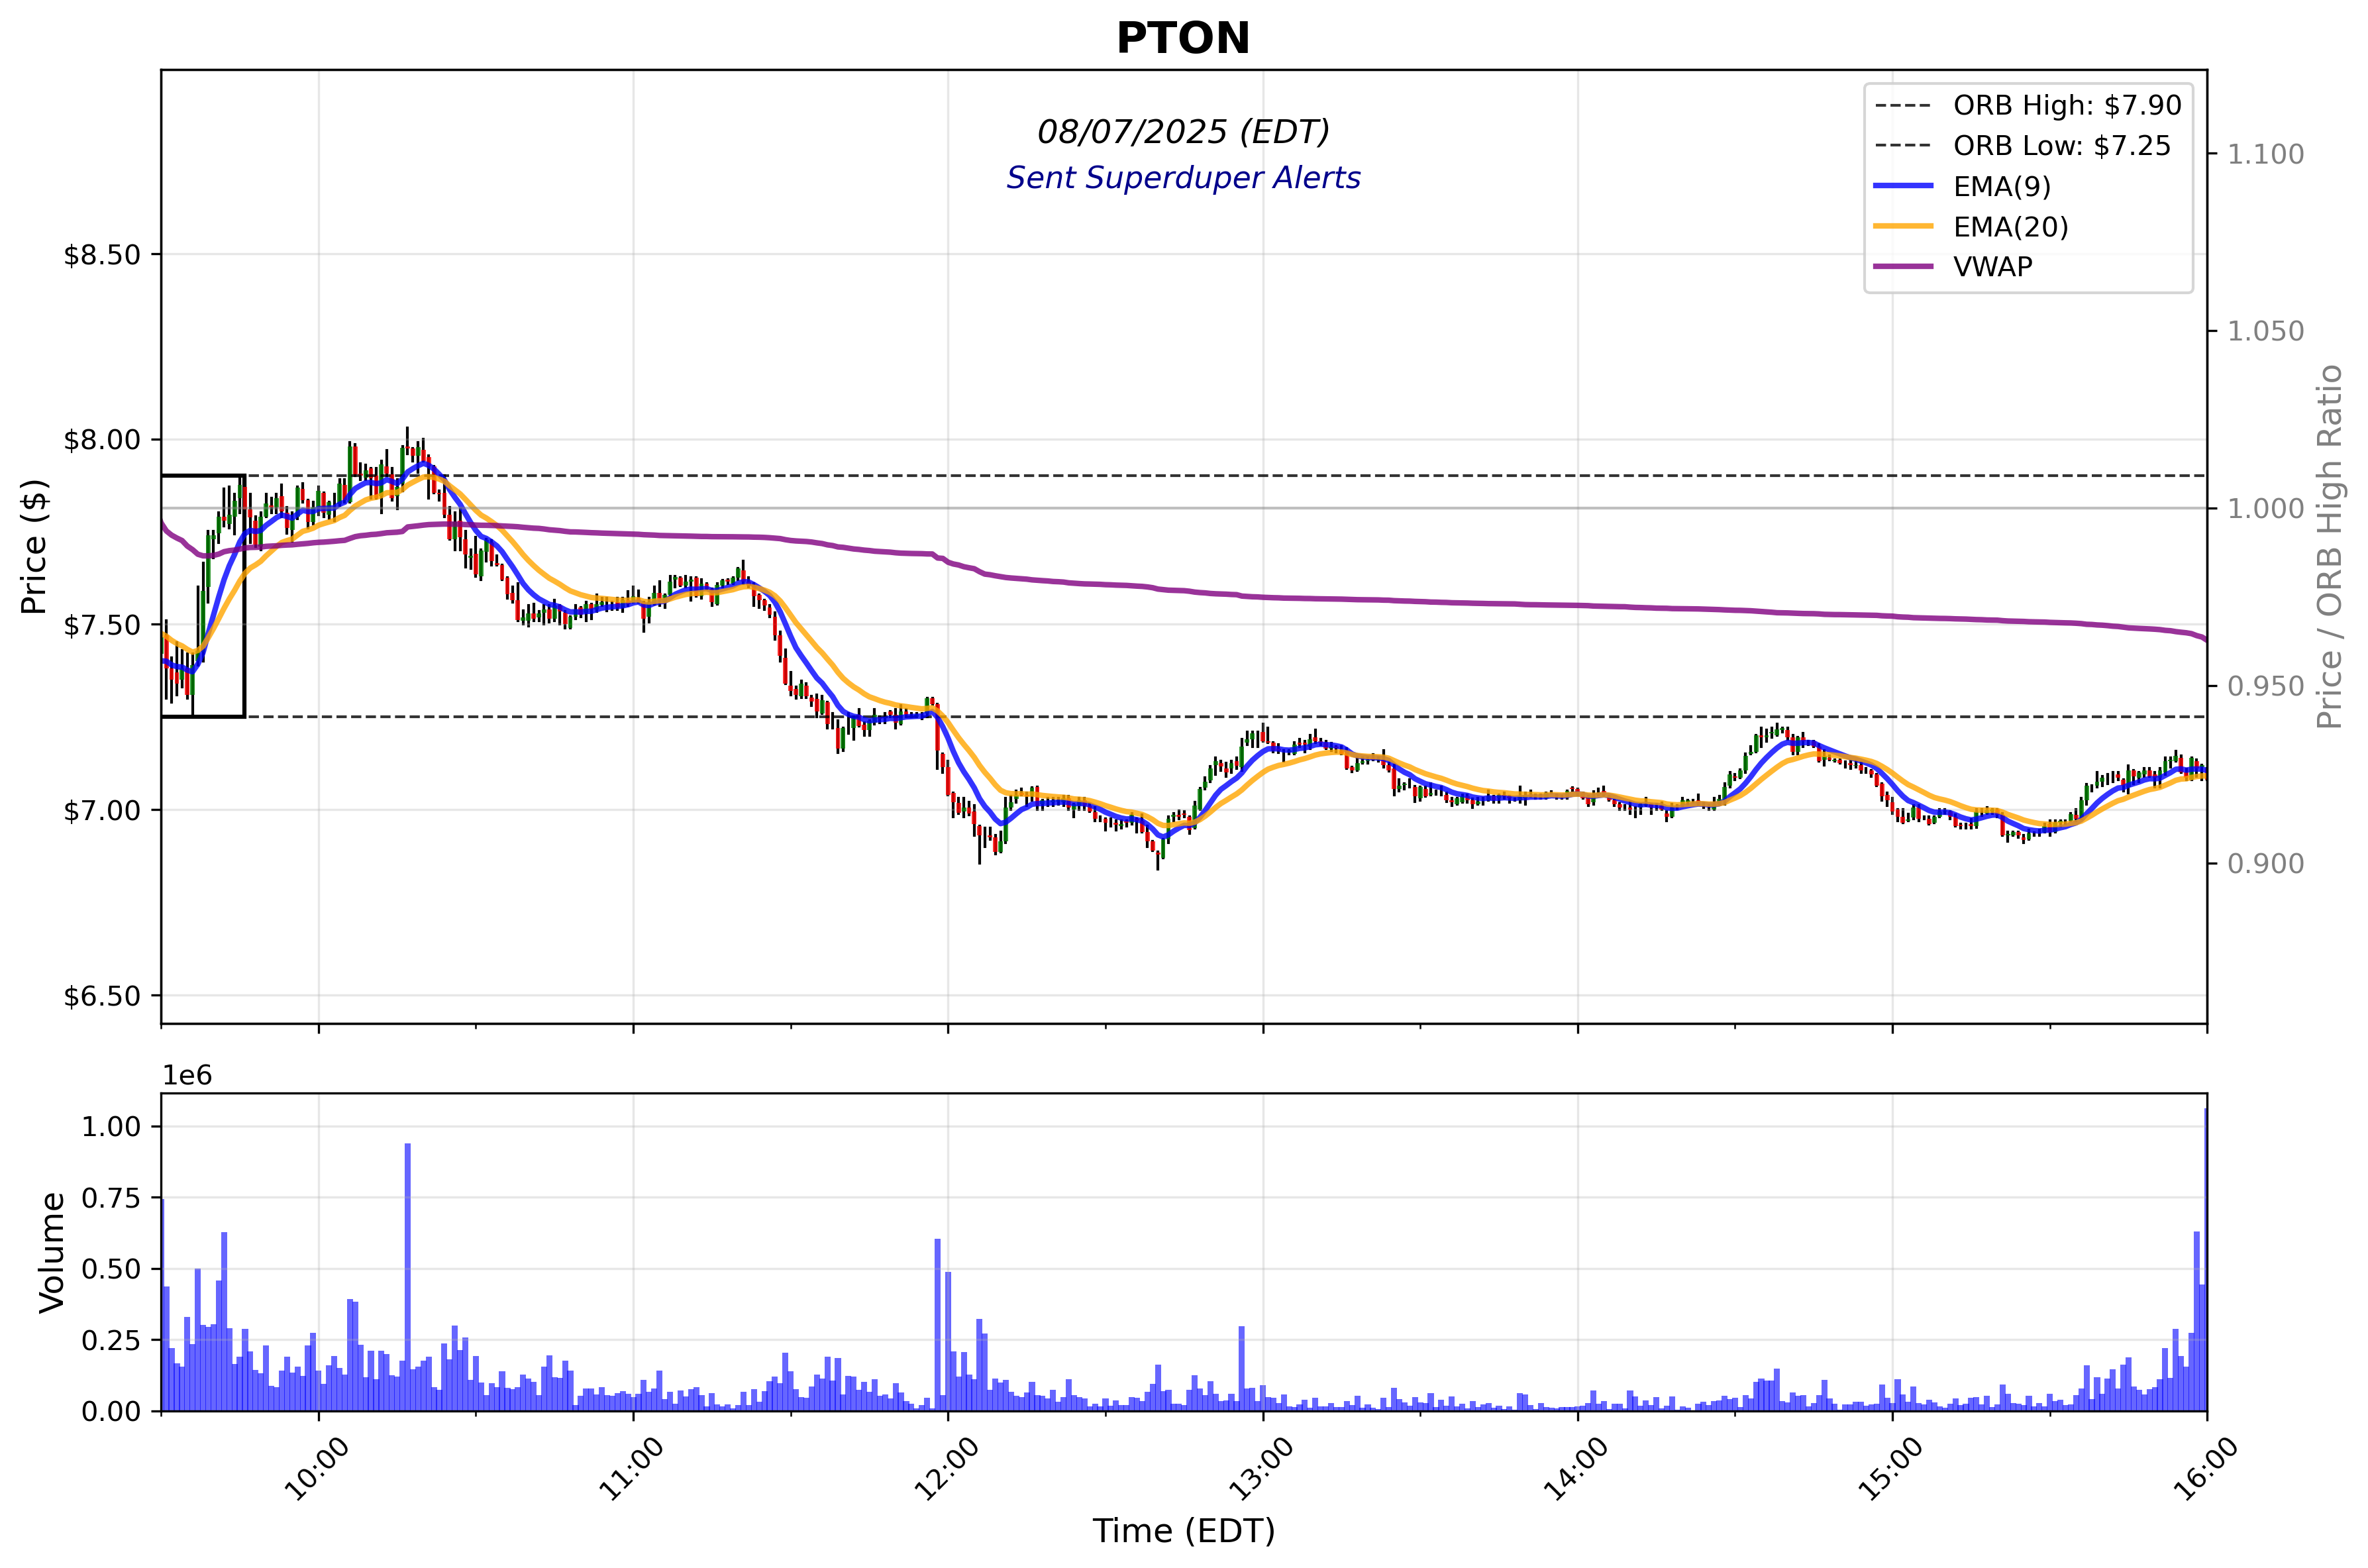 PTON
08/07/2025 (EDT)
Sent Superduper Alerts
ORB High: $7.90
ORB Low: $7.25
EMA(9)
EMA(20)
VWAP
Price ($)
$8.50
$8.00
$7.50
$7.00
$6.50
1.100
1.050
1.000
0.950
0.900
Price / ORB High Ratio
1e6
Volume
1.00
0.75
0.50
0.25
0.00
10:00
11:00
12:00
13:00
14:00
15:00
16:00
Time (EDT)